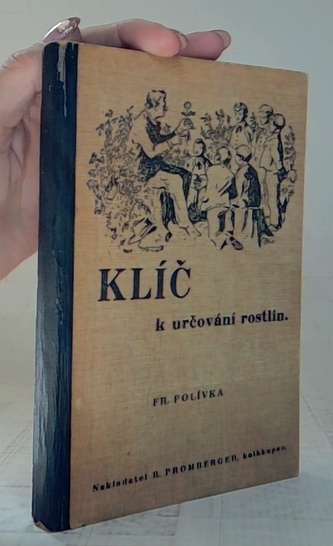 KLÍČ
k určování rostlin.
FR. POLÍVKA
Nakladatel R. PROMBERGER, knihkupec.